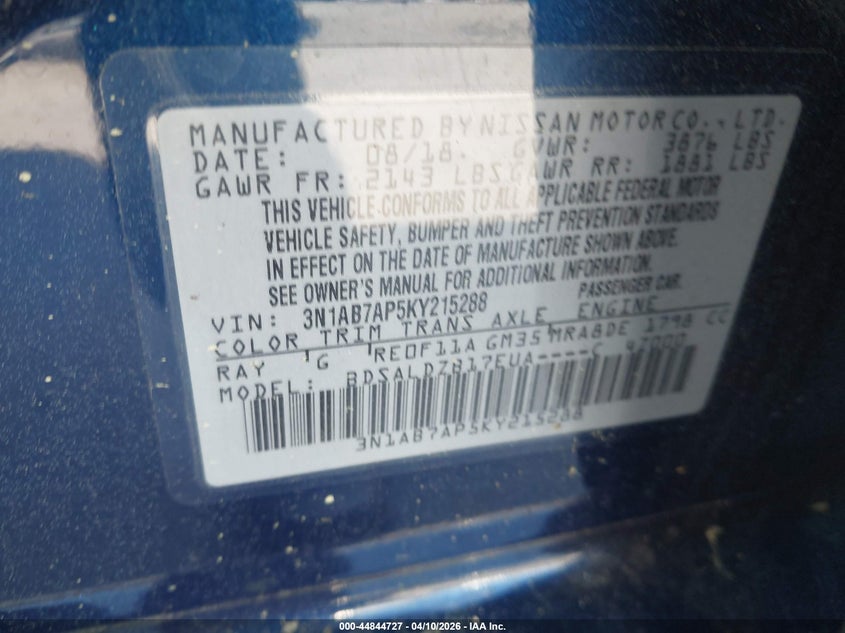 MANUFACTURED BY NISSAN MOTOR CO., LTD.
DATE: 08/18 GVWR: 3876 LBS
GAWR FR: 2143 LBS GAWR RR: 1881 LBS
THIS VEHICLE CONFORMS TO ALL APPLICABLE FEDERAL MOTOR
VEHICLE SAFETY, BUMPER AND THEFT PREVENTION STANDARDS
IN EFFECT ON THE DATE OF MANUFACTURE SHOWN ABOVE.
SEE OWNER'S MANUAL FOR ADDITIONAL INFORMATION.
VIN: 3N1AB7AP5KY215288 PASSENGER CAR
COLOR TRIM TRANS AXLE ENGINE
RAY G RE0F11A GM35 MRA8DE 1798 CC
MODEL: BDSALDZB17EUA----C
3N1AB7AP5KY215288
000-44844727 - 04/10/2026 - IAA Inc.